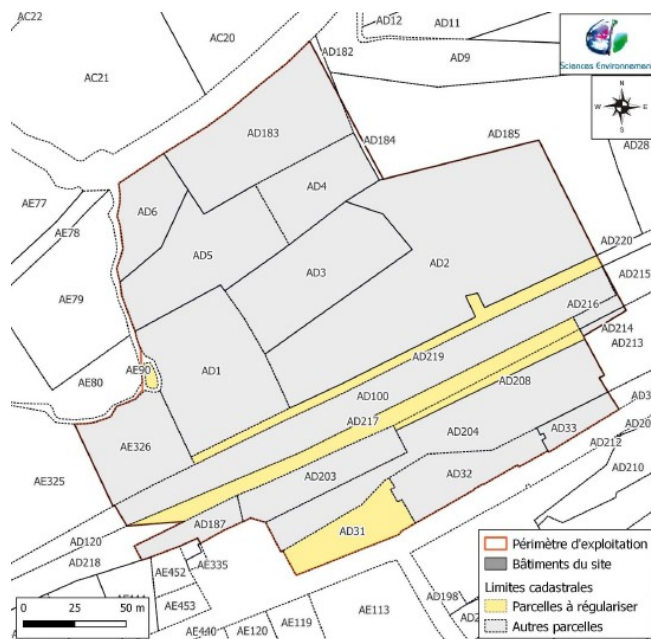 AC22
AC20
AC21
AD12
AD11
AD182
AD9
Sciences Environnement
N
W
E
S
AD183
AD184
AD185
AD28
AD4
AE77
AD6
AE78
AD5
AD3
AD2
AD220
AD215
AE79
AD216
AD214
AD213
AD219
AE90
AD1
AE80
AD208
AD100
AD217
AD204
AD33
AE326
AD212
AD210
AE325
AD203
AD32
AD187
AD31
AD120
AD218
AE452
AE335
AE453
AD198
AE113
AE119
AE120
AE440
Périmètre d'exploitation
Bâtiments du site
Limites cadastrales
Parcelles à régulariser
Autres parcelles
0 25 50 m